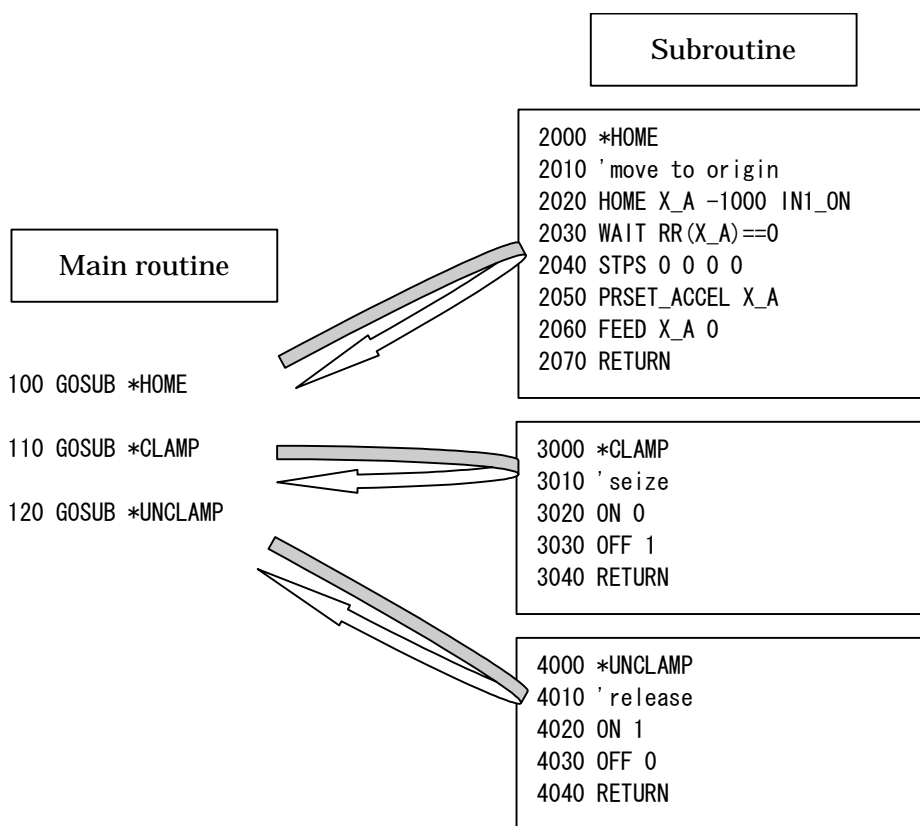 Subroutine
2000 *HOME
2010 'move to origin
2020 HOME X_A -1000 IN1_ON
2030 WAIT RR(X_A)==0
2040 STPS 0 0 0 0
2050 PRSET_ACCEL X_A
2060 FEED X_A 0
2070 RETURN
Main routine
100 GOSUB *HOME
110 GOSUB *CLAMP
120 GOSUB *UNCLAMP
3000 *CLAMP
3010 'seize
3020 ON 0
3030 OFF 1
3040 RETURN
4000 *UNCLAMP
4010 'release
4020 ON 1
4030 OFF 0
4040 RETURN